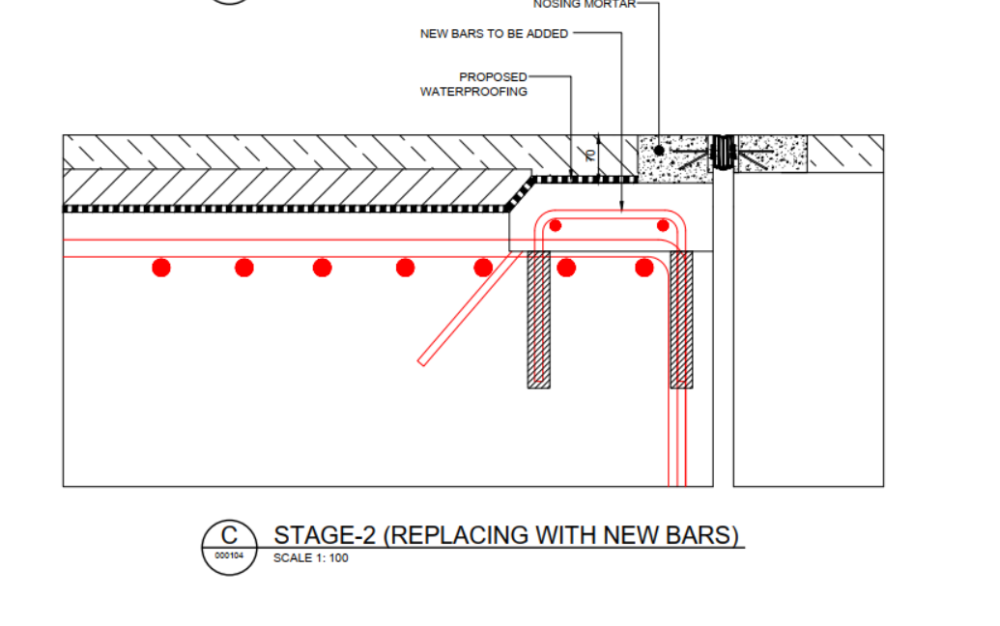 NOSING MORTAR
NEW BARS TO BE ADDED
PROPOSED
WATERPROOFING
70
C
000104
STAGE-2 (REPLACING WITH NEW BARS)
SCALE 1: 100